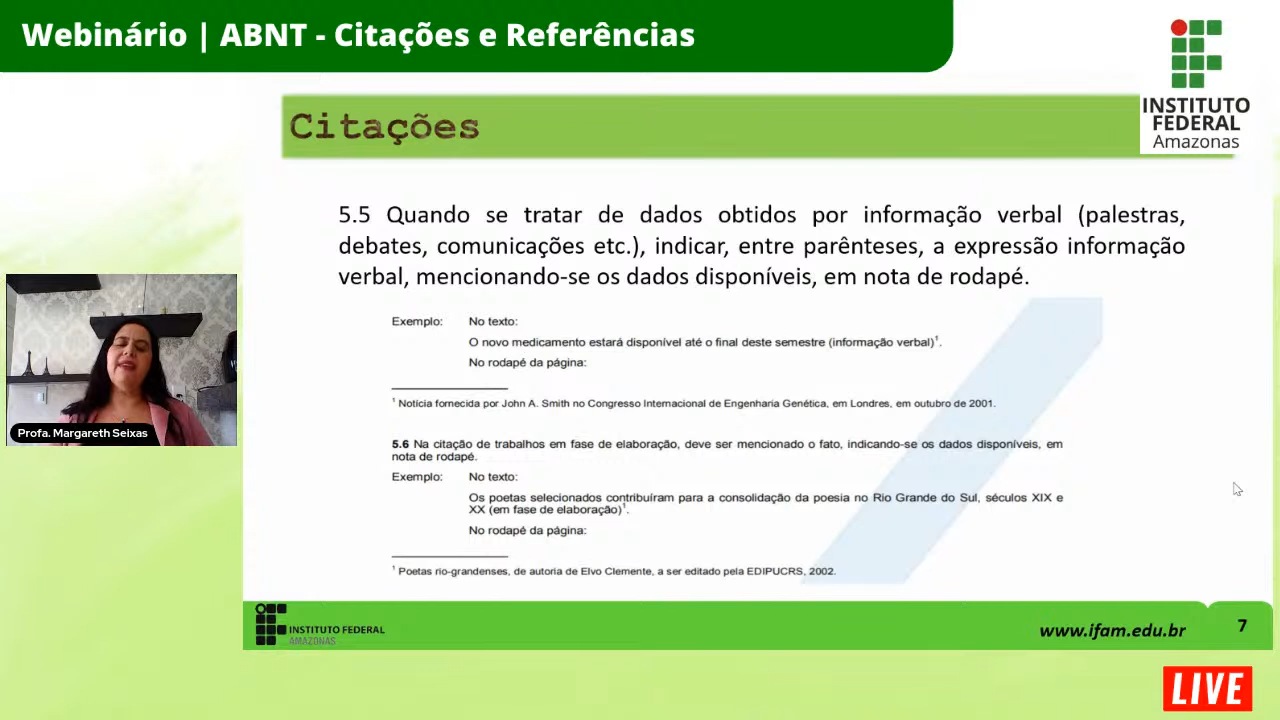 Webinário | ABNT - Citações e Referências
INSTITUTO
FEDERAL
Amazonas
Citações
5.5 Quando se tratar de dados obtidos por informação verbal (palestras,
debates, comunicações etc.), indicar, entre parênteses, a expressão informação
verbal, mencionando-se os dados disponíveis, em nota de rodapé.
Exemplo: No texto:
O novo medicamento estará disponível até o final deste semestre (informação verbal)¹.
No rodapé da página:
¹ Notícia fornecida por John A. Smith no Congresso Internacional de Engenharia Genética, em Londres, em outubro de 2001.
5.6 Na citação de trabalhos em fase de elaboração, deve ser mencionado o fato, indicando-se os dados disponíveis, em
nota de rodapé.
Exemplo: No texto:
Os poetas selecionados contribuíram para a consolidação da poesia no Rio Grande do Sul, séculos XIX e
XX (em fase de elaboração)¹.
No rodapé da página:
¹ Poetas rio-grandenses, de autoria de Elvo Clemente, a ser editado pela EDIPUCRS, 2002.
Profa. Margareth Seixas
INSTITUTO FEDERAL
AMAZONAS
www.ifam.edu.br
7
LIVE